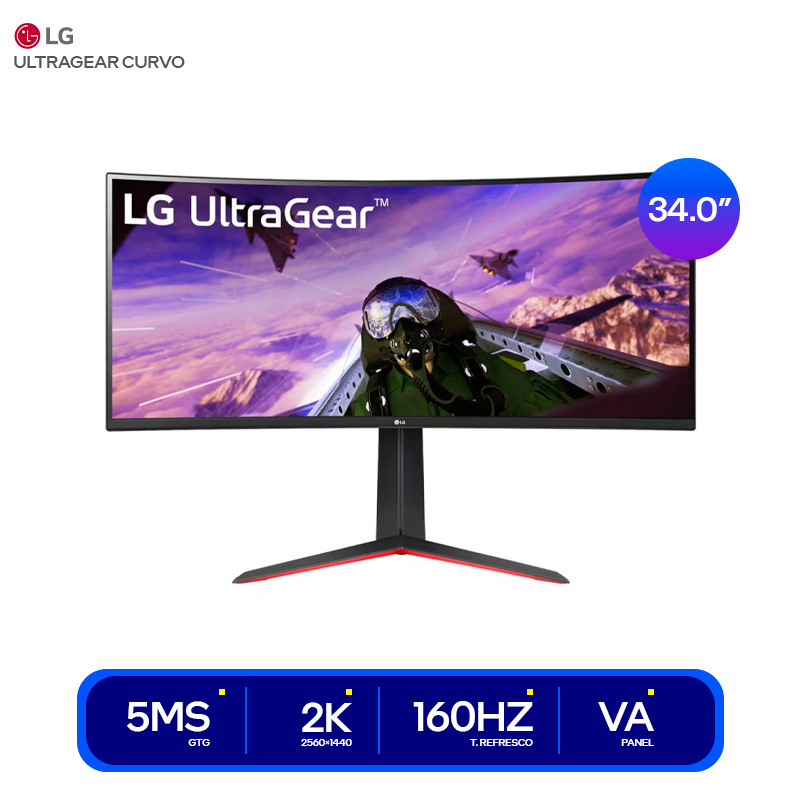 LG
ULTRAGEAR CURVO
LG UltraGear™
34.0”
LG
5MS
GTG
2K
2560×1440
160HZ
T. REFRESCO
VA
PANEL